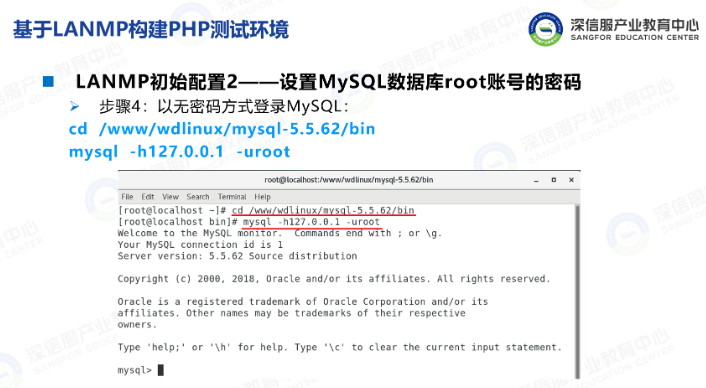 基于LANMP构建PHP测试环境
深信服产业教育中心
SANGFOR EDUCATION CENTER
LANMP初始配置2——设置MySQL数据库root账号的密码
步骤4：以无密码方式登录MySQL：
cd /www/wdlinux/mysql-5.5.62/bin
mysql -h127.0.0.1 -uroot
root@localhost:/www/wdlinux/mysql-5.5.62/bin
File Edit View Search Terminal Help
[root@localhost ~]# cd /www/wdlinux/mysql-5.5.62/bin
[root@localhost bin]# mysql -h127.0.0.1 -uroot
Welcome to the MySQL monitor.  Commands end with ; or \g.
Your MySQL connection id is 1
Server version: 5.5.62 Source distribution
Copyright (c) 2000, 2018, Oracle and/or its affiliates. All rights reserved.
Oracle is a registered trademark of Oracle Corporation and/or its
affiliates. Other names may be trademarks of their respective
owners.
Type 'help;' or '\h' for help. Type '\c' to clear the current input statement.
mysql>